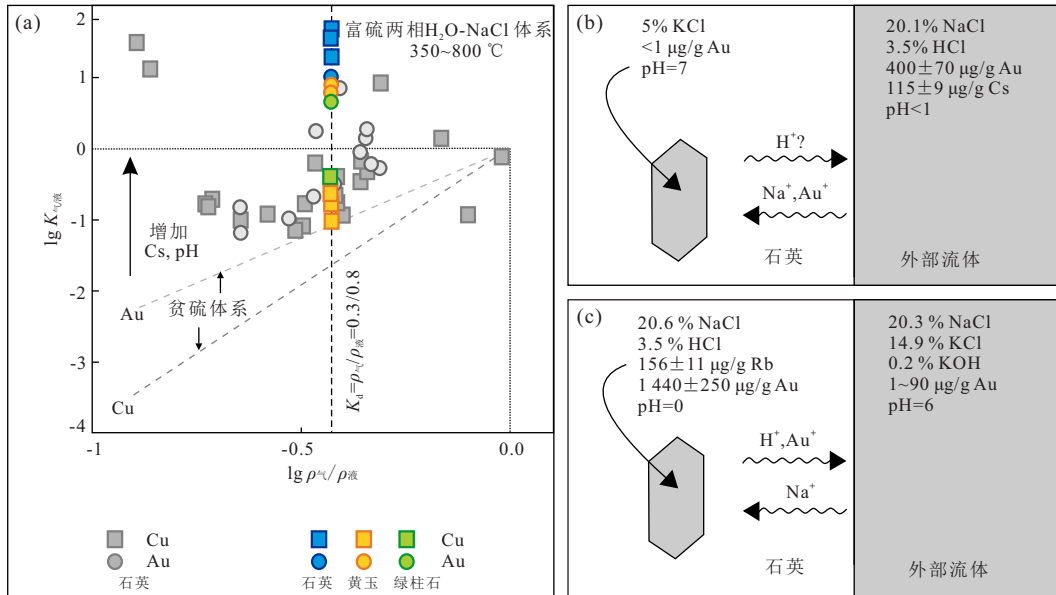 (a)
富硫两相H₂O-NaCl体系
350~800 ℃
2
1
0
-1
-2
-3
-4
lg K气/液
增加
Cs, pH
贫硫体系
Au
Cu
K_d=ρ气/ρ液=0.3/0.8
-1
-0.5
0.0
lg ρ气/ρ液
Cu
Au
石英
Cu
Au
石英
黄玉
绿柱石
(b)
5% KCl
<1 μg/g Au
pH=7
H⁺?
Na⁺,Au⁺
石英
20.1% NaCl
3.5% HCl
400±70 μg/g Au
115±9 μg/g Cs
pH<1
外部流体
(c)
20.6 % NaCl
3.5 % HCl
156±11 μg/g Rb
1 440±250 μg/g Au
pH=0
H⁺,Au⁺
Na⁺
石英
20.3 % NaCl
14.9 % KCl
0.2 % KOH
1~90 μg/g Au
pH=6
外部流体